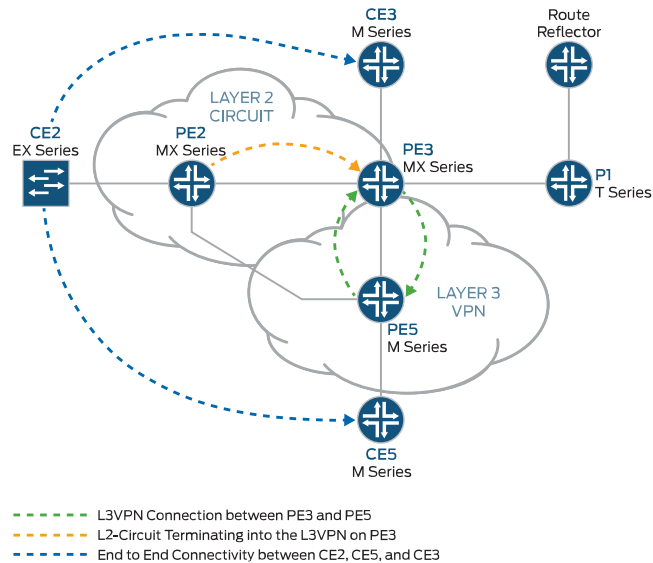 CE3
M Series
Route
Reflector
LAYER 2
CIRCUIT
CE2
EX Series
PE2
MX Series
PE3
MX Series
P1
T Series
LAYER 3
VPN
PE5
M Series
CE5
M Series
L3VPN Connection between PE3 and PE5
L2-Circuit Terminating into the L3VPN on PE3
End to End Connectivity between CE2, CE5, and CE3